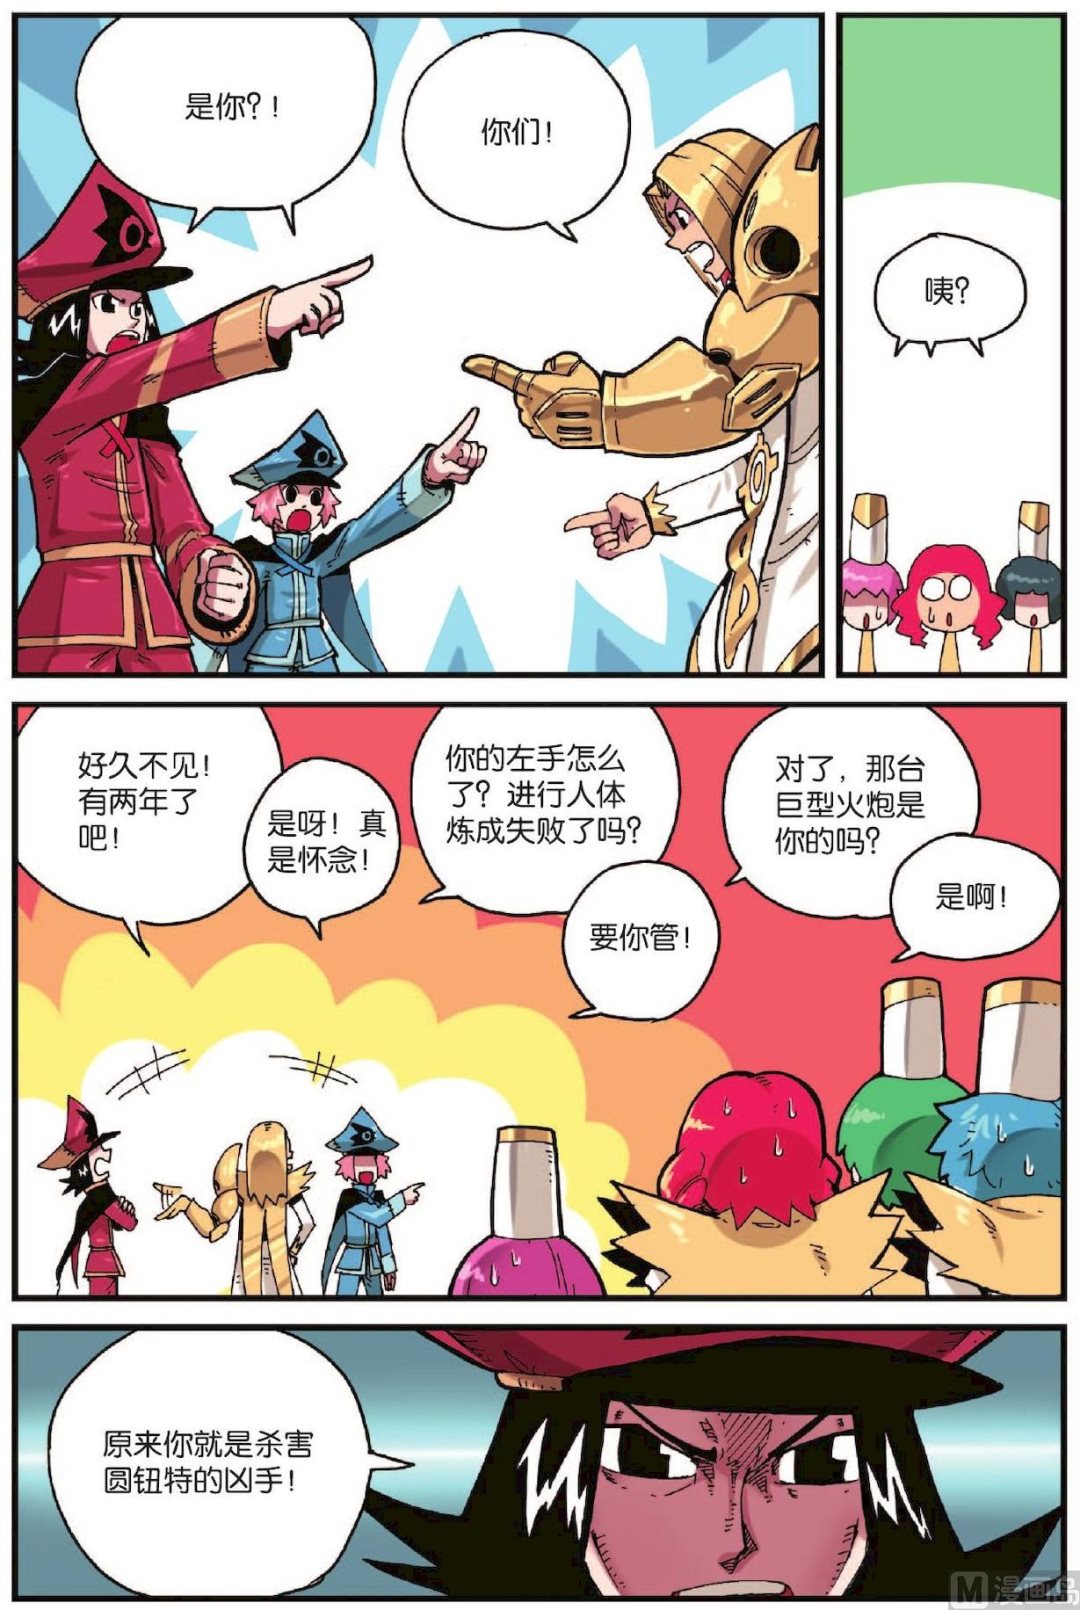 是你？！
你们！
咦？
好久不见！
有两年了
吧！
是呀！真
是怀念！
你的左手怎么
了？进行人体
炼成失败了吗？
要你管！
对了，那台
巨型火炮是
你的吗？
是啊！
原来你就是杀害
圆钮特的凶手！
M 漫画岛